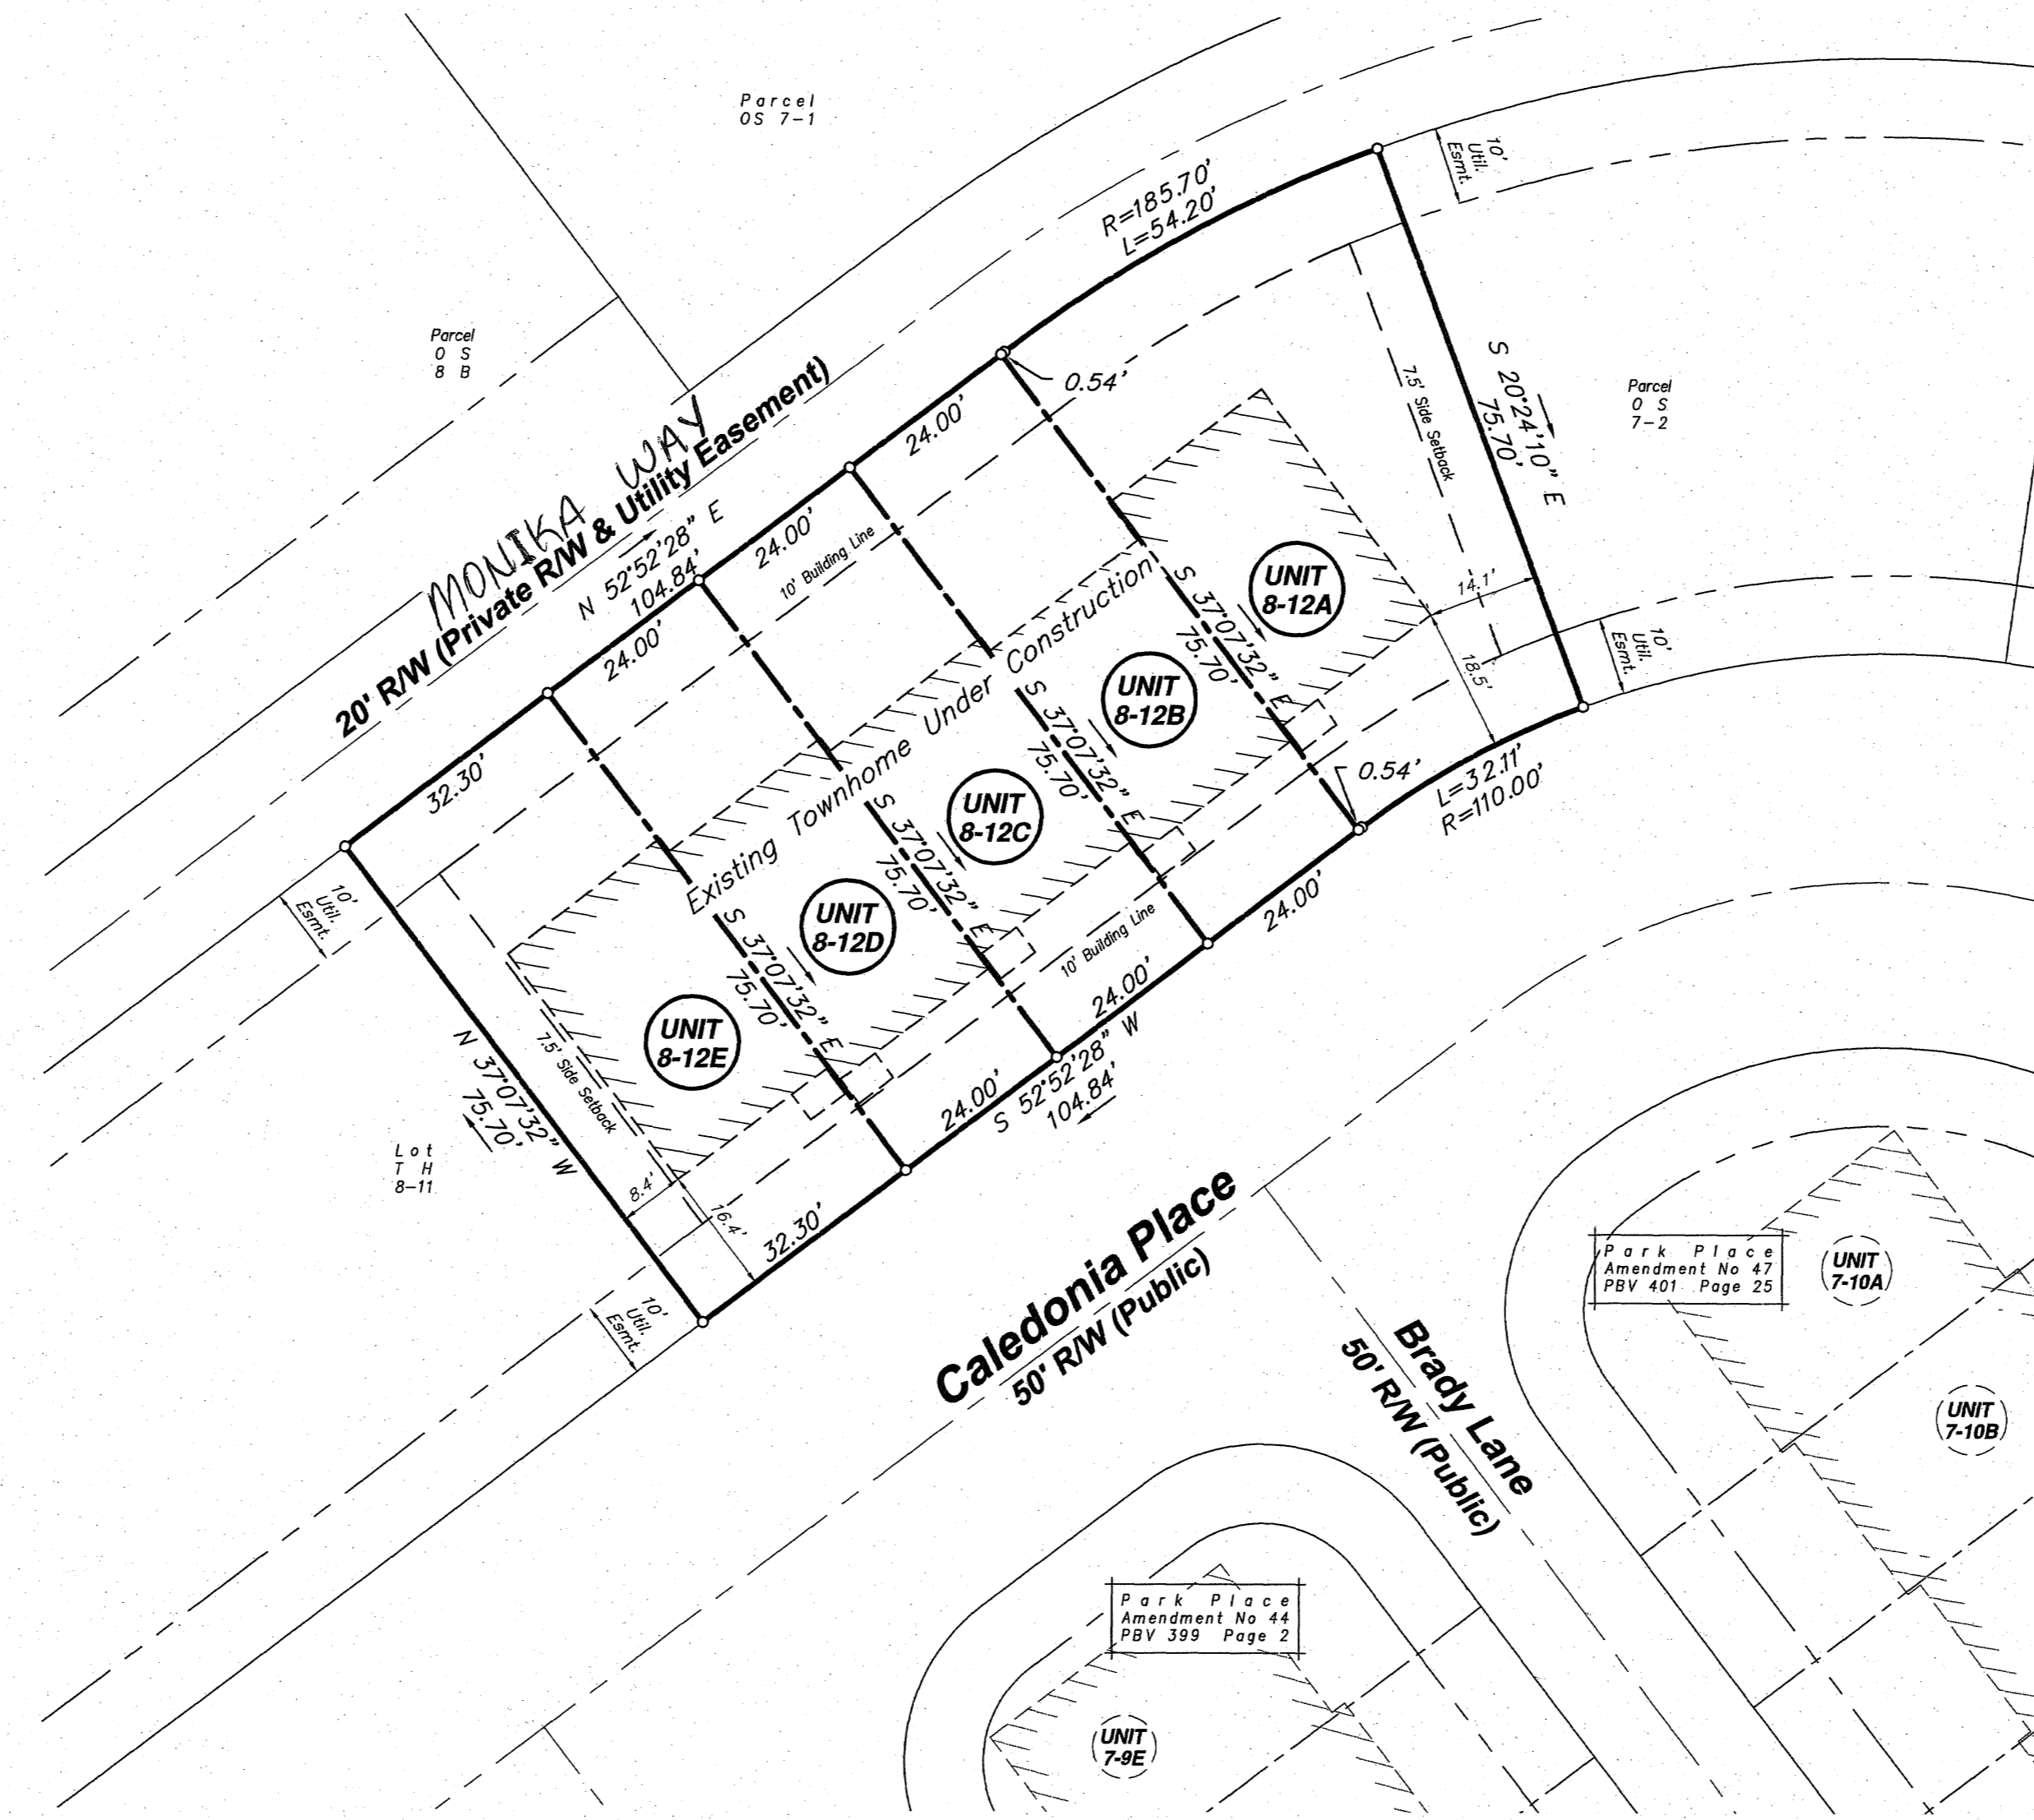 Parcel
OS 7-1
Parcel
O S
8 B
MONIKA WAY
20' R/W (Private R/W & Utility Easement)
N 52°52'28" E
104.84'
R=185.70'
L=54.20'
10'
Util.
Esmt.
0.54'
24.00'
24.00'
24.00'
32.30'
10' Building Line
7.5' Side Setback
S 20°24'10" E
75.70'
Parcel
O S
7-2
Existing Townhome Under Construction
UNIT
8-12A
14.1'
18.5'
10'
Util.
Esmt.
S 37°07'32" E
75.70'
UNIT
8-12B
S 37°07'32" E
75.70'
UNIT
8-12C
S 37°07'32" E
75.70'
UNIT
8-12D
S 37°07'32" E
75.70'
UNIT
8-12E
0.54'
L=32.11'
R=110.00'
10'
Util.
Esmt.
7.5' Side Setback
N 37°07'32" W
75.70'
Lot
T H
8-11
8.4'
16.4'
10' Building Line
24.00'
24.00'
24.00'
32.30'
S 52°52'28" W
104.84'
10'
Util.
Esmt.
Caledonia Place
50' R/W (Public)
Brady Lane
50' R/W (Public)
Park Place
Amendment No 47
PBV 401 Page 25
UNIT
7-10A
UNIT
7-10B
Park Place
Amendment No 44
PBV 399 Page 2
UNIT
7-9E